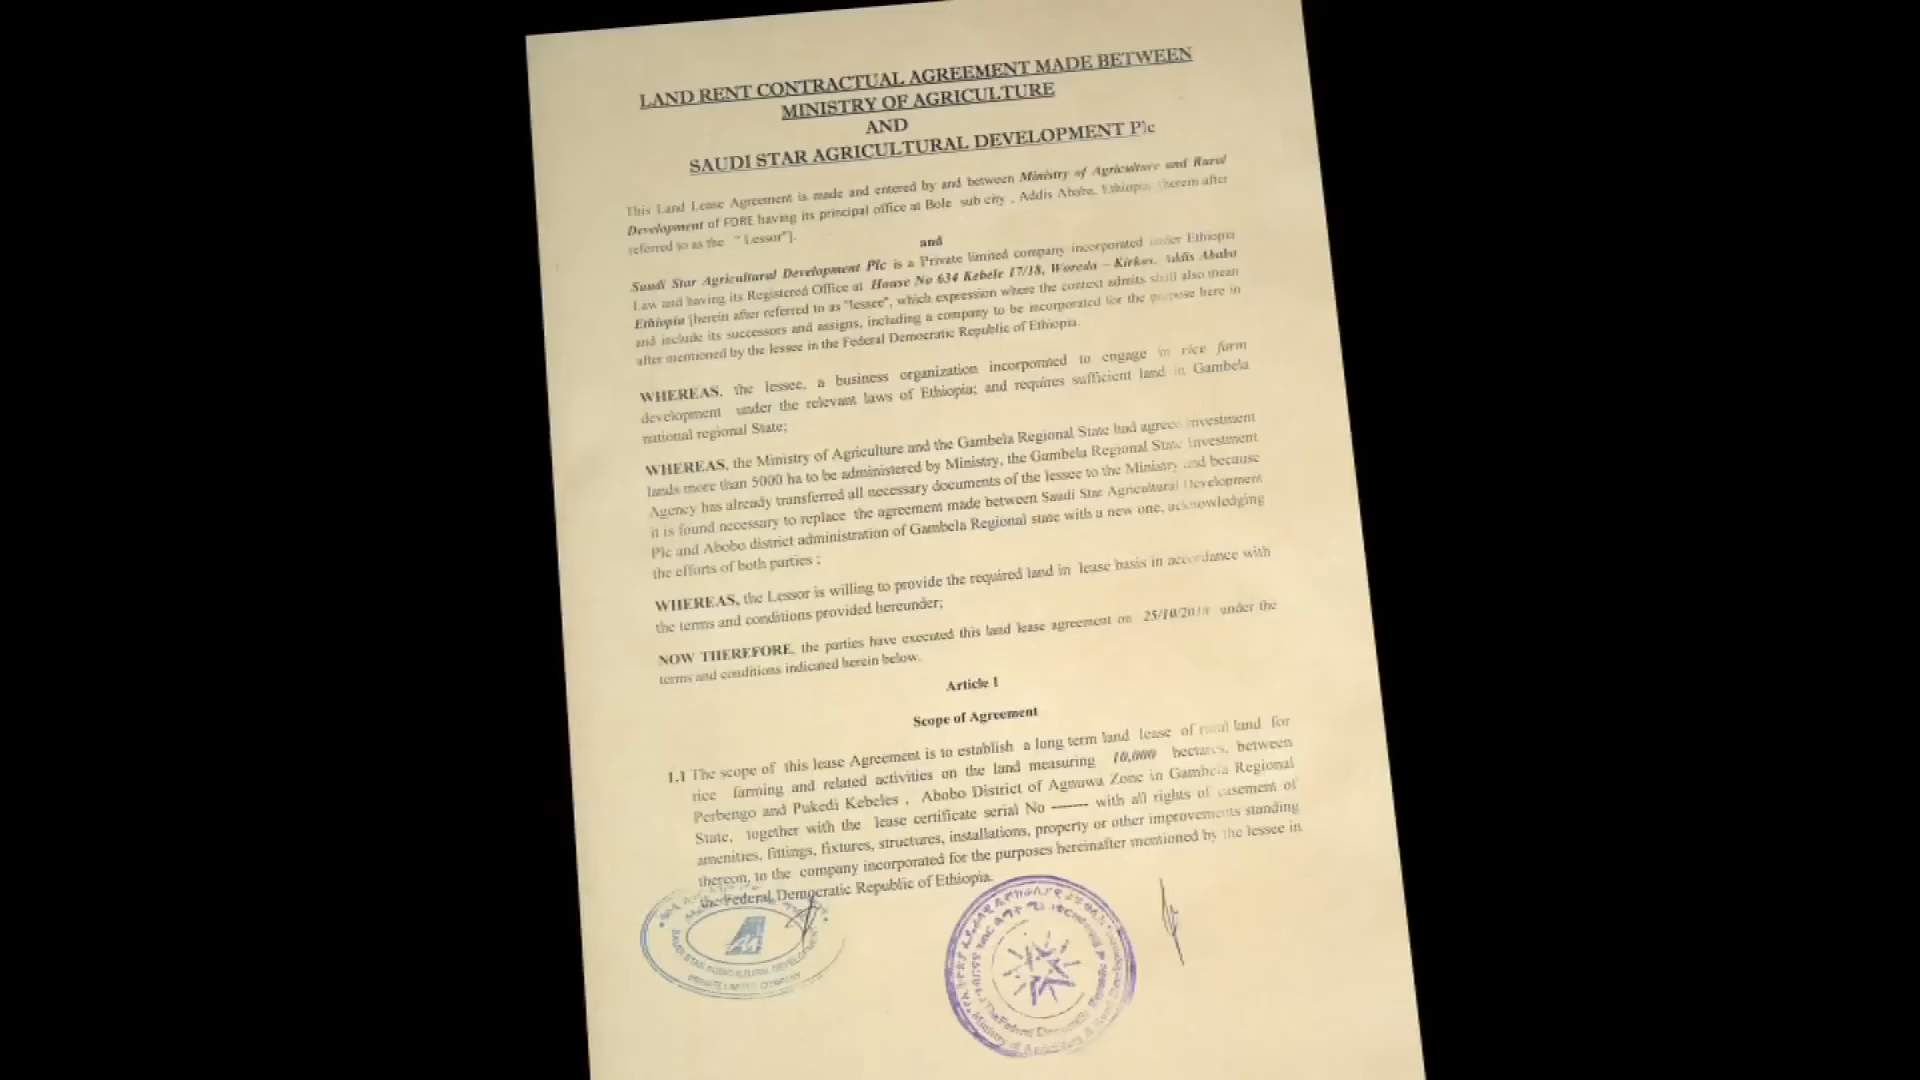 LAND RENT CONTRACTUAL AGREEMENT MADE BETWEEN
MINISTRY OF AGRICULTURE
AND
SAUDI STAR AGRICULTURAL DEVELOPMENT Plc
This Land Lease Agreement is made and entered by and between Ministry of Agriculture and Rural
Development of FDRE having its principal office at Bole sub city , Addis Ababa, Ethiopia [herein after
referred to as the " Lessor"].
and
Saudi Star Agricultural Development Plc is a Private limited company incorporated under Ethiopia
Law and having its Registered Office at House No 634 Kebele 17/18, Woreda – Kirkos, Addis Ababa
Ethiopia [herein after referred to as "lessee", which expression where the context admits shall also mean
and include its successors and assigns, including a company to be incorporated for the purpose here in
after mentioned by the lessee in the Federal Democratic Republic of Ethiopia.
WHEREAS, the lessee, a business organization incorporated to engage in rice farm
development under the relevant laws of Ethiopia; and requires sufficient land in Gambela
national regional State;
WHEREAS, the Ministry of Agriculture and the Gambela Regional State had agreed investment
lands more than 5000 ha to be administered by Ministry, the Gambela Regional State Investment
Agency has already transferred all necessary documents of the lessee to the Ministry and because
it is found necessary to replace the agreement made between Saudi Star Agricultural Development
Plc and Abobo district administration of Gambela Regional state with a new one, acknowledging
the efforts of both parties ;
WHEREAS, the Lessor is willing to provide the required land in lease basis in accordance with
the terms and conditions provided hereunder;
NOW THEREFORE, the parties have executed this land lease agreement on under the
terms and conditions indicated herein below.
Article 1
Scope of Agreement
1.1 The scope of this lease Agreement is to establish a long term land lease of rural land for
rice farming and related activities on the land measuring 10,000 hectares, between
Perbengo and Pukedi Kebeles , Abobo District of Agnuwa Zone in Gambela Regional
State, together with the lease certificate serial No ------- with all rights of easement of
amenities, fittings, fixtures, structures, installations, property or other improvements standing
thereon, to the company incorporated for the purposes hereinafter mentioned by the lessee in
the Federal Democratic Republic of Ethiopia.
SAUDI STAR AGRICULTURAL DEVELOPMENT
PRIVATE LIMITED COMPANY
The Federal Democratic Republic
Ministry of Agriculture & Rural Development